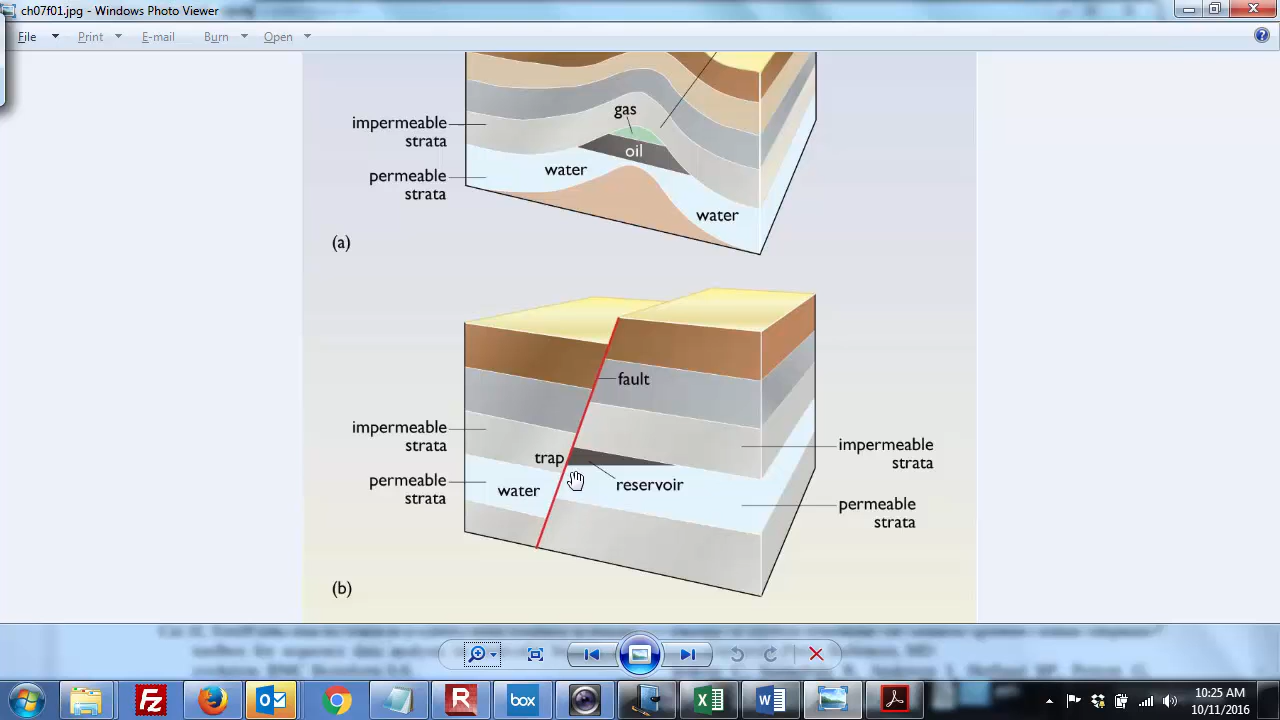 ch07f01.jpg - Windows Photo Viewer
File Print E-mail Burn Open
gas
impermeable
strata
oil
water
permeable
strata
water
(a)
fault
impermeable
strata
impermeable
strata
trap
permeable
strata
water
reservoir
permeable
strata
(b)
10:25 AM
10/11/2016
box